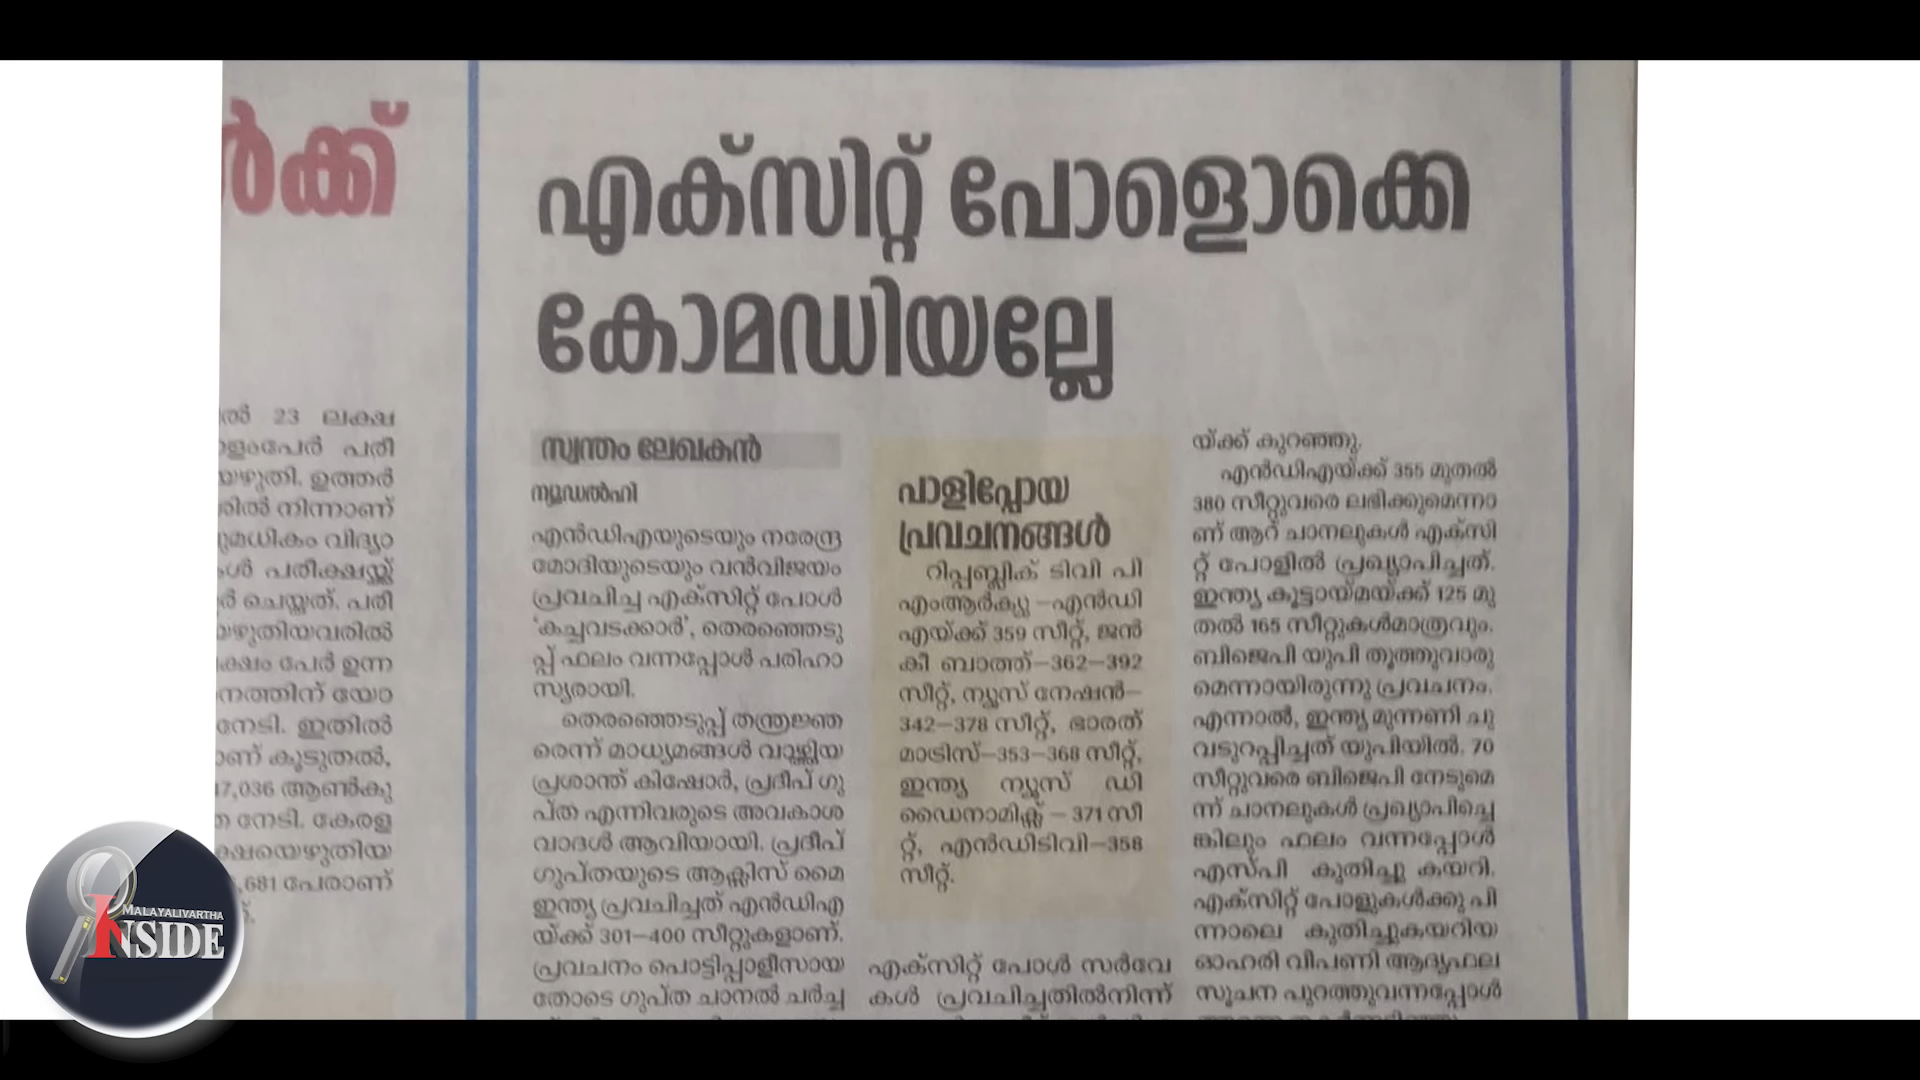 ർക്ക്
ൽ 23 ലക്ഷ
പേർ പരീ
യെഴുതി. ഉത്തർ
നിന്നാണ്
വിദ്യാ
പരീക്ഷയ്ക്ക്
ചെയ്തത്. പരീ
യെഴുതിയവരിൽ
പേർ ഉന്ന
യോ
നേടി. ഇതിൽ
കൂടുതൽ,
7,036 ആൺകു
നേടി. കേരള
681 പേരാണ്
എക്സിറ്റ് പോളൊക്കെ
കോമഡിയല്ലേ
സ്വന്തം ലേഖകൻ
ന്യൂഡൽഹി
എൻഡിഎയുടെയും നരേന്ദ്ര
മോദിയുടെയും വൻവിജയം
പ്രവചിച്ച എക്സിറ്റ് പോൾ
‘കച്ചവടക്കാർ’, തെരഞ്ഞെടു
പ്പ് ഫലം വന്നപ്പോൾ പരിഹാ
സ്യരായി.
തെരഞ്ഞെടുപ്പ് തന്ത്രജ്ഞ
രെന്ന് മാധ്യമങ്ങൾ വാഴ്ത്തിയ
പ്രശാന്ത് കിഷോർ, പ്രദീപ് ഗു
പ്ത എന്നിവരുടെ അവകാശ
വാദൾ ആവിയായി. പ്രദീപ്
ഗുപ്തയുടെ ആക്സിസ് മൈ
ഇന്ത്യ പ്രവചിച്ചത് എൻഡിഎ
യ്ക്ക് 301–400 സീറ്റുകളാണ്.
പ്രവചനം പൊട്ടിപ്പാളീസായ
തോടെ ഗുപ്ത ചാനൽ ചർച്ച
പാളിപ്പോയ
പ്രവചനങ്ങൾ
റിപ്പബ്ലിക് ടിവി പി
എംആർക്യു –എൻഡി
എയ്ക്ക് 359 സീറ്റ്, ജൻ
കീ ബാത്ത്–362–392
സീറ്റ്, ന്യൂസ് നേഷൻ–
342–378 സീറ്റ്, ഭാരത്
മാട്രിസ്–353–368 സീറ്റ്,
ഇന്ത്യ ന്യൂസ് ഡി
ഡൈനാമിക്സ് – 371 സീ
റ്റ്, എൻഡിടിവി–358
സീറ്റ്.
എക്സിറ്റ് പോൾ സർവേ
കൾ പ്രവചിച്ചതിൽനിന്ന്
യ്ക്ക് കുറഞ്ഞു.
എൻഡിഎയ്ക്ക് 355 മുതൽ
380 സീറ്റുവരെ ലഭിക്കുമെന്നാ
ണ് ആറ് ചാനലുകൾ എക്സി
റ്റ് പോളിൽ പ്രഖ്യാപിച്ചത്.
ഇന്ത്യ കൂട്ടായ്മയ്ക്ക് 125 മു
തൽ 165 സീറ്റുകൾമാത്രവും.
ബിജെപി യുപി തൂത്തുവാരു
മെന്നായിരുന്നു പ്രവചനം.
എന്നാൽ, ഇന്ത്യ മുന്നണി ചു
വടുറപ്പിച്ചത് യുപിയിൽ. 70
സീറ്റുവരെ ബിജെപി നേടുമെ
ന്ന് ചാനലുകൾ പ്രഖ്യാപിച്ചെ
ങ്കിലും ഫലം വന്നപ്പോൾ
എസ്‌പി കുതിച്ചു കയറി.
എക്സിറ്റ് പോളുകൾക്കു പി
ന്നാലെ കുതിച്ചുകയറിയ
ഓഹരി വിപണി ആദ്യഫല
സൂചന പുറത്തുവന്നപ്പോൾ
MALAYALIVARTHA
INSIDE